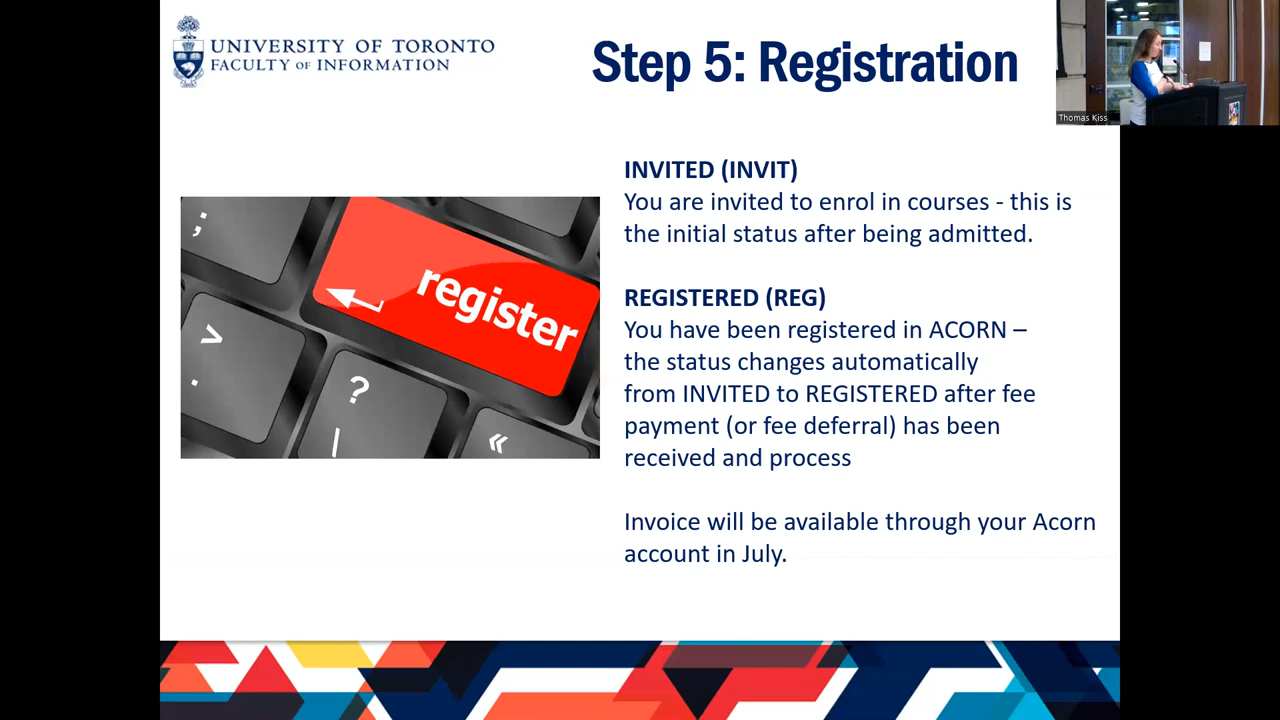 UNIVERSITY OF TORONTO
FACULTY OF INFORMATION
Step 5: Registration
Thomas Kiss
INVITED (INVIT)
You are invited to enrol in courses - this is
the initial status after being admitted.
REGISTERED (REG)
You have been registered in ACORN –
the status changes automatically
from INVITED to REGISTERED after fee
payment (or fee deferral) has been
received and process
Invoice will be available through your Acorn
account in July.
;
register
>
.
?
/
«